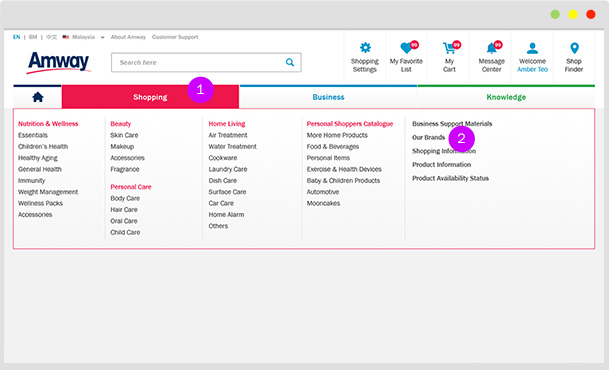 EN | BM | 中文 Malaysia About Amway Customer Support
Amway
Search here
Shopping Settings
My Favorite List
99
My Cart
99
Message Center
99
Welcome Amber Teo
Shop Finder
Shopping
1
Business
Knowledge
Nutrition & Wellness
Essentials
Children's Health
Healthy Aging
General Health
Immunity
Weight Management
Wellness Packs
Accessories
Beauty
Skin Care
Makeup
Accessories
Fragrance
Personal Care
Body Care
Hair Care
Oral Care
Child Care
Home Living
Air Treatment
Water Treatment
Cookware
Laundry Care
Dish Care
Surface Care
Car Care
Home Alarm
Others
Personal Shoppers Catalogue
More Home Products
Food & Beverages
Personal Items
Exercise & Health Devices
Baby & Children Products
Automotive
Mooncakes
Business Support Materials
Our Brands
2
Shopping Information
Product Information
Product Availability Status